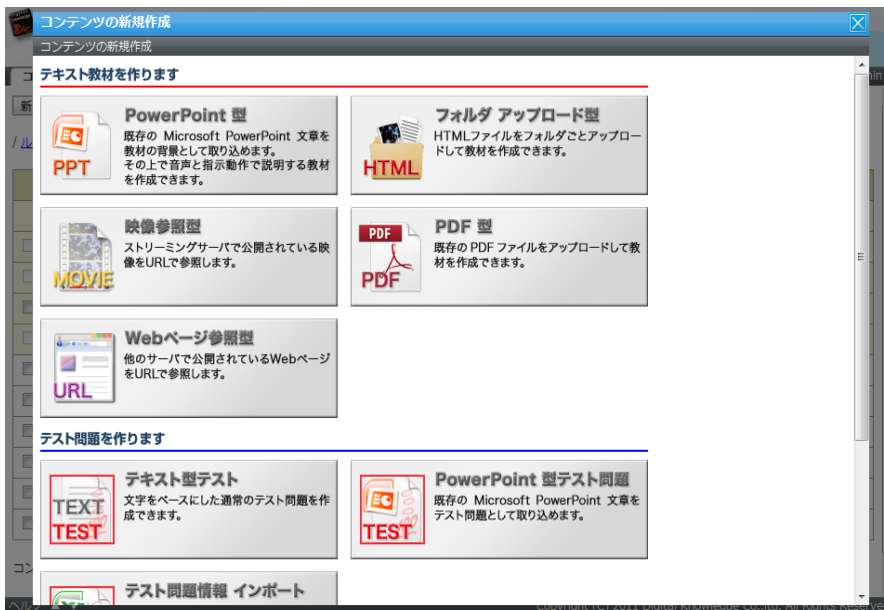 コンテンツの新規作成
コンテンツの新規作成
テキスト教材を作ります
PowerPoint 型
既存の Microsoft PowerPoint 文章を
教材の背景として取り込めます。
その上で音声と指示動作で説明する教材
を作成できます。
PPT
フォルダ アップロード型
HTMLファイルをフォルダごとアップロー
ドして教材を作成できます。
HTML
映像参照型
ストリーミングサーバで公開されている映
像をURLで参照します。
MOVIE
PDF 型
既存の PDF ファイルをアップロードして教
材を作成できます。
PDF
PDF
Webページ参照型
他のサーバで公開されているWebページ
をURLで参照します。
URL
テスト問題を作ります
テキスト型テスト
文字をベースにした通常のテスト問題を作
成できます。
TEXT
TEST
PowerPoint 型テスト問題
既存の Microsoft PowerPoint 文章を
テスト問題として取り込めます。
TEST
テスト問題情報 インポート
Copyright (C) 2011 Digital Knowledge Co.,Ltd. All Rights Reserve